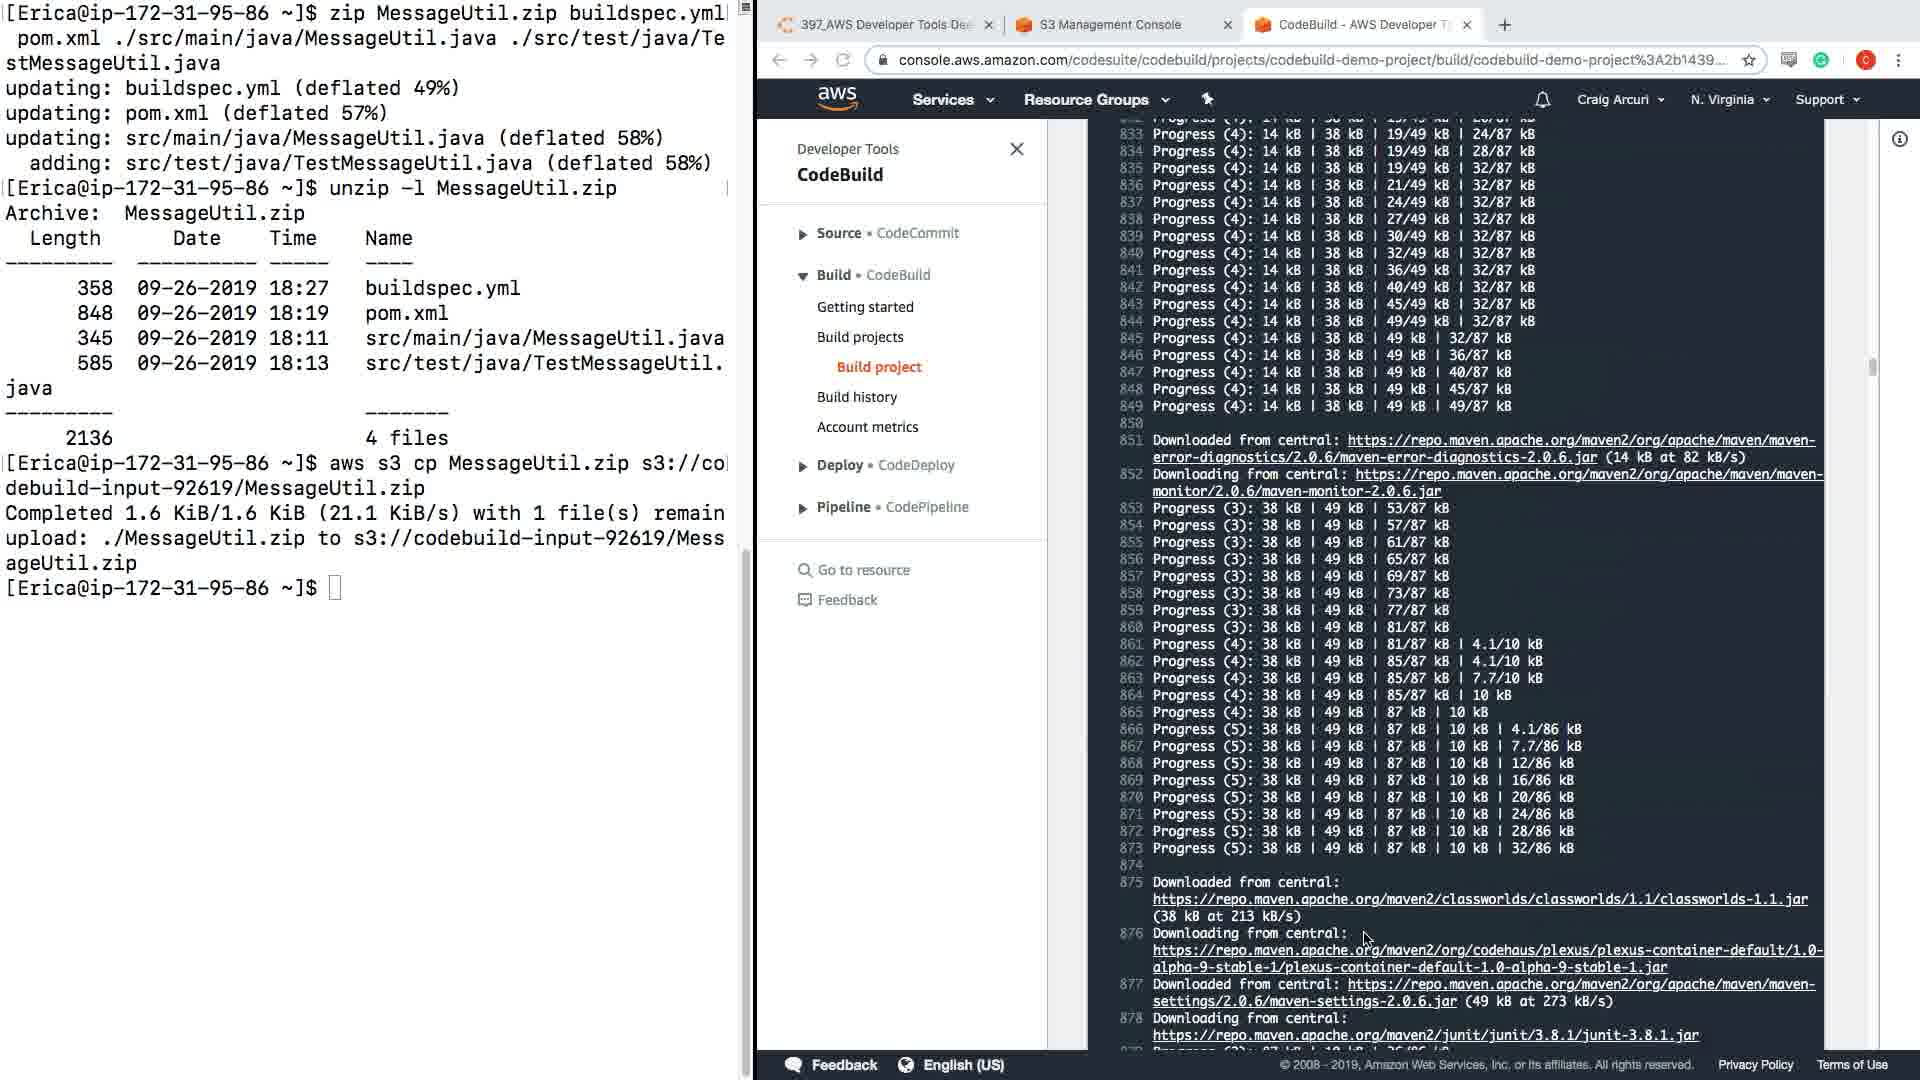 [Erica@ip-172-31-95-86 ~]$ zip MessageUtil.zip buildspec.yml
pom.xml ./src/main/java/MessageUtil.java ./src/test/java/Te
stMessageUtil.java
updating: buildspec.yml (deflated 49%)
updating: pom.xml (deflated 57%)
updating: src/main/java/MessageUtil.java (deflated 58%)
  adding: src/test/java/TestMessageUtil.java (deflated 58%)
[Erica@ip-172-31-95-86 ~]$ unzip -l MessageUtil.zip
Archive:  MessageUtil.zip
  Length      Date    Time    Name
---------  ---------- -----   ----
      358  09-26-2019 18:27   buildspec.yml
      848  09-26-2019 18:19   pom.xml
      345  09-26-2019 18:11   src/main/java/MessageUtil.java
      585  09-26-2019 18:13   src/test/java/TestMessageUtil.
java
---------                     -------
     2136                     4 files
[Erica@ip-172-31-95-86 ~]$ aws s3 cp MessageUtil.zip s3://co
debuild-input-92619/MessageUtil.zip
Completed 1.6 KiB/1.6 KiB (21.1 KiB/s) with 1 file(s) remain
upload: ./MessageUtil.zip to s3://codebuild-input-92619/Mess
ageUtil.zip
[Erica@ip-172-31-95-86 ~]$
397_AWS Developer Tools Dee
S3 Management Console
CodeBuild - AWS Developer T
console.aws.amazon.com/codesuite/codebuild/projects/codebuild-demo-project/build/codebuild-demo-project%3A2b1439...
C
aws
Services
Resource Groups
Craig Arcuri
N. Virginia
Support
Developer Tools
CodeBuild
Source • CodeCommit
Build • CodeBuild
Getting started
Build projects
Build project
Build history
Account metrics
Deploy • CodeDeploy
Pipeline • CodePipeline
Go to resource
Feedback
833 Progress (4): 14 kB | 38 kB | 19/49 kB | 24/87 kB
834 Progress (4): 14 kB | 38 kB | 19/49 kB | 28/87 kB
835 Progress (4): 14 kB | 38 kB | 19/49 kB | 32/87 kB
836 Progress (4): 14 kB | 38 kB | 21/49 kB | 32/87 kB
837 Progress (4): 14 kB | 38 kB | 24/49 kB | 32/87 kB
838 Progress (4): 14 kB | 38 kB | 27/49 kB | 32/87 kB
839 Progress (4): 14 kB | 38 kB | 30/49 kB | 32/87 kB
840 Progress (4): 14 kB | 38 kB | 32/49 kB | 32/87 kB
841 Progress (4): 14 kB | 38 kB | 36/49 kB | 32/87 kB
842 Progress (4): 14 kB | 38 kB | 40/49 kB | 32/87 kB
843 Progress (4): 14 kB | 38 kB | 45/49 kB | 32/87 kB
844 Progress (4): 14 kB | 38 kB | 49/49 kB | 32/87 kB
845 Progress (4): 14 kB | 38 kB | 49 kB | 32/87 kB
846 Progress (4): 14 kB | 38 kB | 49 kB | 36/87 kB
847 Progress (4): 14 kB | 38 kB | 49 kB | 40/87 kB
848 Progress (4): 14 kB | 38 kB | 49 kB | 45/87 kB
849 Progress (4): 14 kB | 38 kB | 49 kB | 49/87 kB
850
851 Downloaded from central: https://repo.maven.apache.org/maven2/org/apache/maven/maven-
error-diagnostics/2.0.6/maven-error-diagnostics-2.0.6.jar (14 kB at 82 kB/s)
852 Downloading from central: https://repo.maven.apache.org/maven2/org/apache/maven/maven-
monitor/2.0.6/maven-monitor-2.0.6.jar
853 Progress (3): 38 kB | 49 kB | 53/87 kB
854 Progress (3): 38 kB | 49 kB | 57/87 kB
855 Progress (3): 38 kB | 49 kB | 61/87 kB
856 Progress (3): 38 kB | 49 kB | 65/87 kB
857 Progress (3): 38 kB | 49 kB | 69/87 kB
858 Progress (3): 38 kB | 49 kB | 73/87 kB
859 Progress (3): 38 kB | 49 kB | 77/87 kB
860 Progress (3): 38 kB | 49 kB | 81/87 kB
861 Progress (4): 38 kB | 49 kB | 81/87 kB | 4.1/10 kB
862 Progress (4): 38 kB | 49 kB | 85/87 kB | 4.1/10 kB
863 Progress (4): 38 kB | 49 kB | 85/87 kB | 7.7/10 kB
864 Progress (4): 38 kB | 49 kB | 85/87 kB | 10 kB
865 Progress (4): 38 kB | 49 kB | 87 kB | 10 kB
866 Progress (5): 38 kB | 49 kB | 87 kB | 10 kB | 4.1/86 kB
867 Progress (5): 38 kB | 49 kB | 87 kB | 10 kB | 7.7/86 kB
868 Progress (5): 38 kB | 49 kB | 87 kB | 10 kB | 12/86 kB
869 Progress (5): 38 kB | 49 kB | 87 kB | 10 kB | 16/86 kB
870 Progress (5): 38 kB | 49 kB | 87 kB | 10 kB | 20/86 kB
871 Progress (5): 38 kB | 49 kB | 87 kB | 10 kB | 24/86 kB
872 Progress (5): 38 kB | 49 kB | 87 kB | 10 kB | 28/86 kB
873 Progress (5): 38 kB | 49 kB | 87 kB | 10 kB | 32/86 kB
874
875 Downloaded from central:
https://repo.maven.apache.org/maven2/classworlds/classworlds/1.1/classworlds-1.1.jar
(38 kB at 213 kB/s)
876 Downloading from central:
https://repo.maven.apache.org/maven2/org/codehaus/plexus/plexus-container-default/1.0-
alpha-9-stable-1/plexus-container-default-1.0-alpha-9-stable-1.jar
877 Downloaded from central: https://repo.maven.apache.org/maven2/org/apache/maven/maven-
settings/2.0.6/maven-settings-2.0.6.jar (49 kB at 273 kB/s)
878 Downloading from central:
https://repo.maven.apache.org/maven2/junit/junit/3.8.1/junit-3.8.1.jar
Feedback
English (US)
© 2008 - 2019, Amazon Web Services, Inc. or its affiliates. All rights reserved.
Privacy Policy
Terms of Use